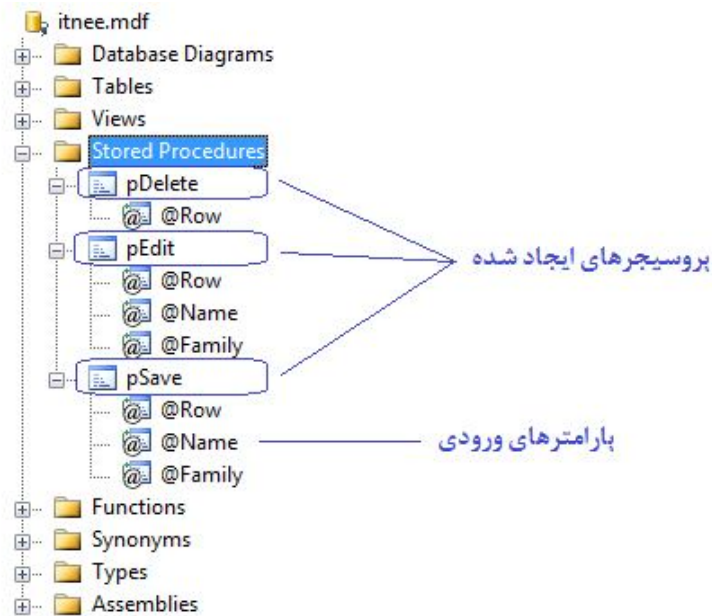 itnee.mdf
Database Diagrams
Tables
Views
Stored Procedures
pDelete
@Row
pEdit
@Row
پروسیجرهای ایجاد شده
@Name
@Family
pSave
@Row
@Name
پارامترهای ورودی
@Family
Functions
Synonyms
Types
Assemblies